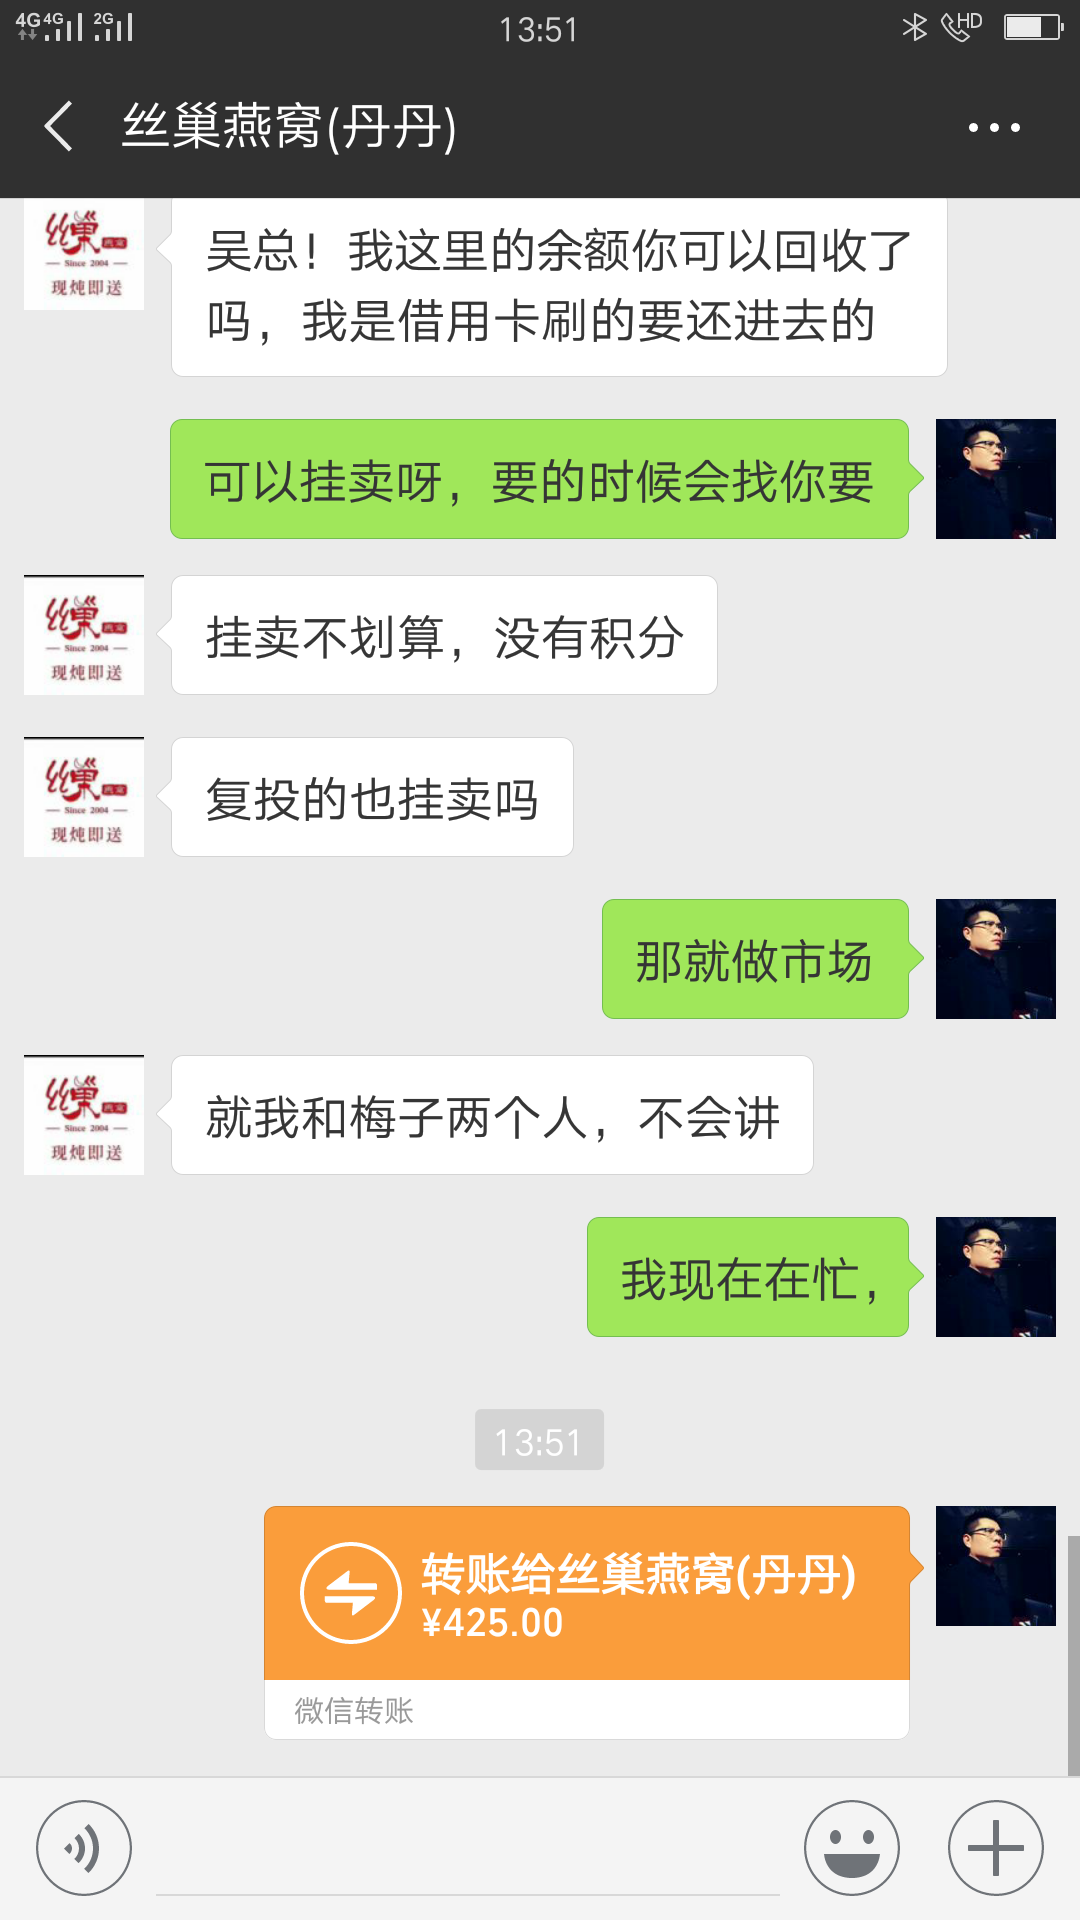 4G 4G 2G 13:51 HD
丝巢燕窝(丹丹)
丝巢燕窝
Since 2004
现炖即送
吴总！我这里的余额你可以回收了
吗，我是借用卡刷的要还进去的
可以挂卖呀，要的时候会找你要
丝巢燕窝
Since 2004
现炖即送
挂卖不划算，没有积分
丝巢燕窝
Since 2004
现炖即送
复投的也挂卖吗
那就做市场
丝巢燕窝
Since 2004
现炖即送
就我和梅子两个人，不会讲
我现在在忙，
13:51
转账给丝巢燕窝(丹丹)
¥425.00
微信转账